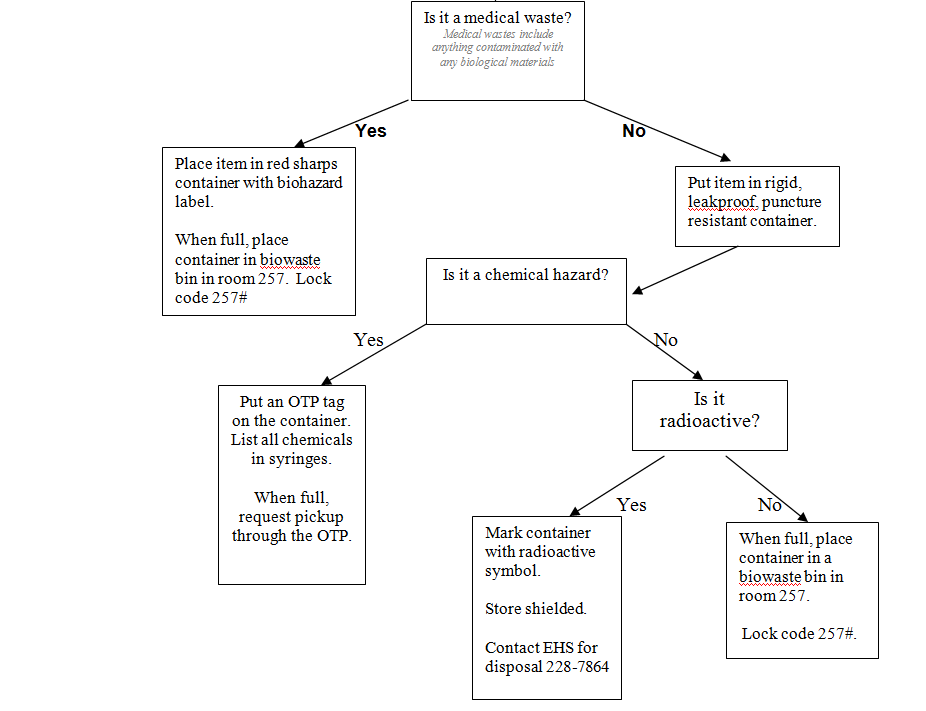 Is it a medical waste?
Medical wastes include
anything contaminated with
any biological materials
Yes
No
Place item in red sharps
container with biohazard
label.
When full, place
container in biowaste
bin in room 257.  Lock
code 257#
Put item in rigid,
leakproof, puncture
resistant container.
Is it a chemical hazard?
Yes
No
Put an OTP tag
on the container.
List all chemicals
in syringes.
When full,
request pickup
through the OTP.
Is it
radioactive?
Yes
No
Mark container
with radioactive
symbol.
Store shielded.
Contact EHS for
disposal 228-7864
When full, place
container in a
biowaste bin in
room 257.
Lock code 257#.